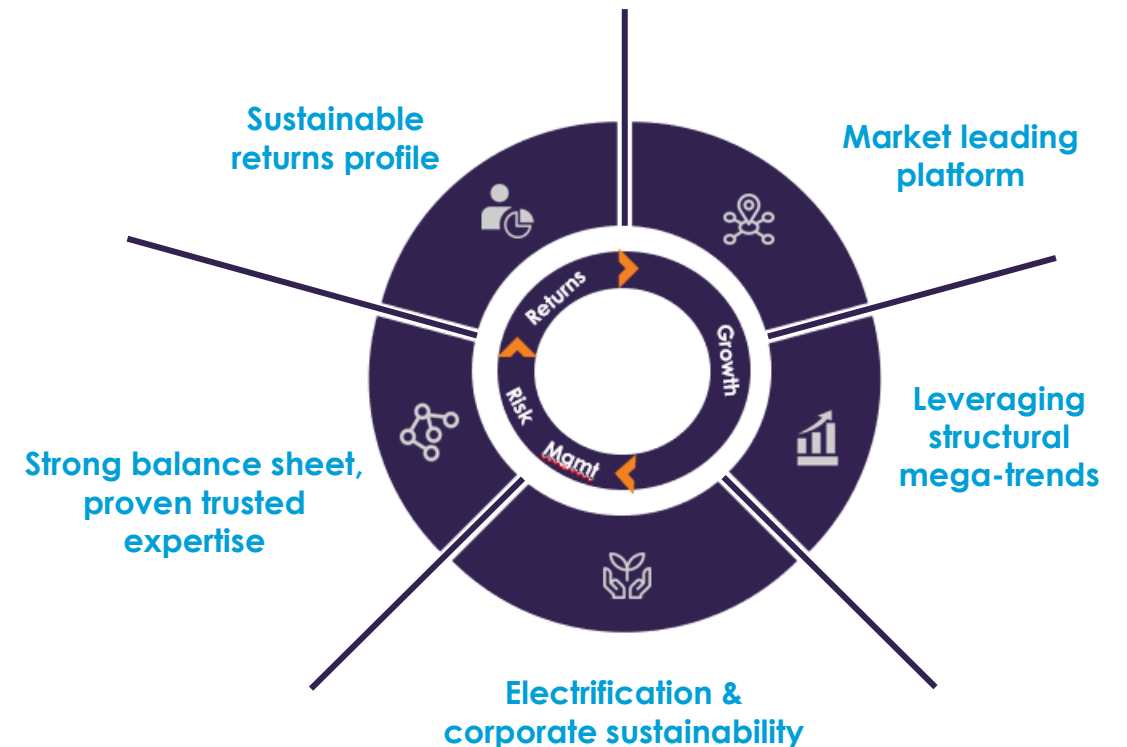 Sustainable
returns profile
Market leading
platform
Returns
Growth
Risk
Mgmt
Leveraging
structural
mega-trends
Strong balance sheet,
proven trusted
expertise
Electrification &
corporate sustainability